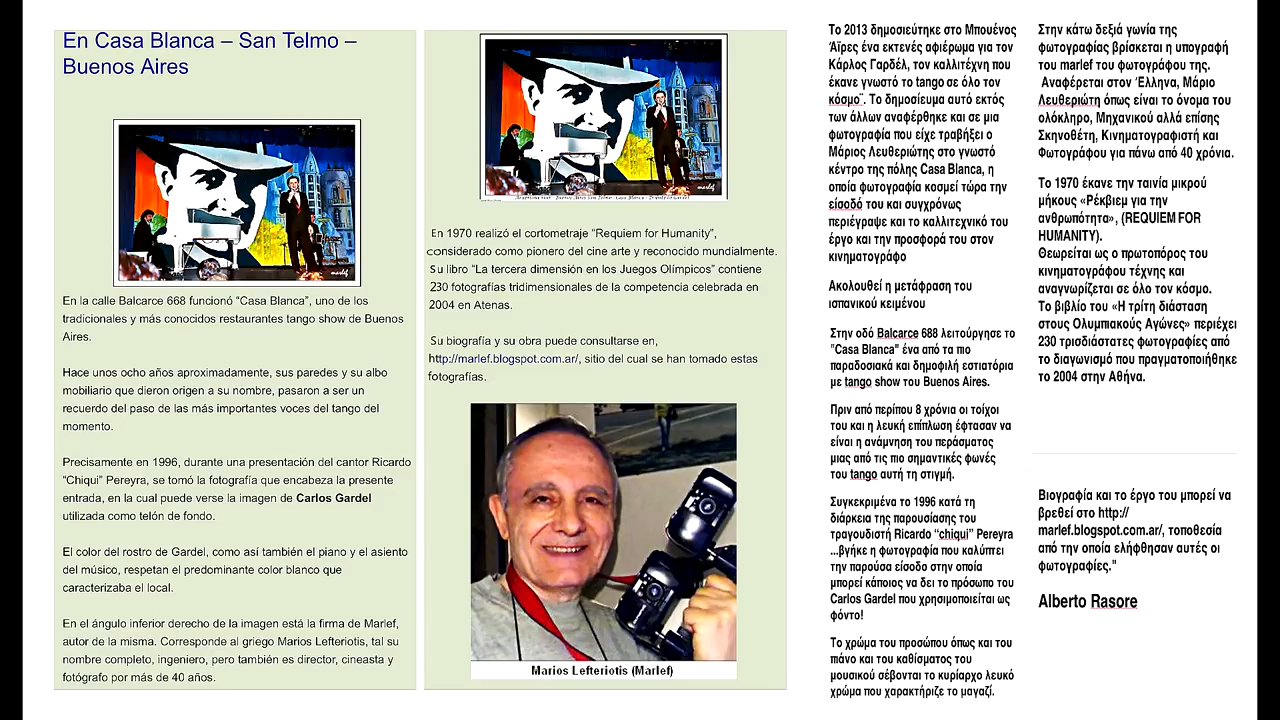 En Casa Blanca – San Telmo –
Buenos Aires
marlef
En la calle Balcarce 668 funcionó “Casa Blanca”, uno de los
tradicionales y más conocidos restaurantes tango show de Buenos
Aires.
Hace unos ocho años aproximadamente, sus paredes y su albo
mobiliario que dieron origen a su nombre, pasaron a ser un
recuerdo del paso de las más importantes voces del tango del
momento.
Precisamente en 1996, durante una presentación del cantor Ricardo
“Chiqui” Pereyra, se tomó la fotografía que encabeza la presente
entrada, en la cual puede verse la imagen de Carlos Gardel
utilizada como telón de fondo.
El color del rostro de Gardel, como así también el piano y el asiento
del músico, respetan el predominante color blanco que
caracterizaba el local.
En el ángulo inferior derecho de la imagen está la firma de Marlef,
autor de la misma. Corresponde al griego Marios Lefteriotis, tal su
nombre completo, ingeniero, pero también es director, cineasta y
fotógrafo por más de 40 años.
marlef
En 1970 realizó el cortometraje “Requiem for Humanity”,
considerado como pionero del cine arte y reconocido mundialmente.
Su libro “La tercera dimensión en los Juegos Olímpicos” contiene
230 fotografías tridimensionales de la competencia celebrada en
2004 en Atenas.
Su biografía y su obra puede consultarse en,
http://marlef.blogspot.com.ar/, sitio del cual se han tomado estas
fotografías.
Marios Lefteriotis (Marlef)
Το 2013 δημοσιεύτηκε στο Μπουένος
Άϊρες ένα εκτενές αφιέρωμα για τον
Κάρλος Γαρδέλ, τον καλλιτέχνη που
έκανε γνωστό το tango σε όλο τον
κόσμο¨. Το δημοσίευμα αυτό εκτός
των άλλων αναφέρθηκε και σε μια
φωτογραφία που είχε τραβήξει ο
Μάριος Λευθεριώτης στο γνωστό
κέντρο της πόλης Casa Blanca, η
οποία φωτογραφία κοσμεί τώρα την
είσοδό του και συγχρόνως
περιέγραψε και το καλλιτεχνικό του
έργο και την προσφορά του στον
κινηματογράφο
Ακολουθεί η μετάφραση του
ισπανικού κειμένου
Στην οδό Balcarce 688 λειτούργησε το
"Casa Blanca" ένα από τα πιο
παραδοσιακά και δημοφιλή εστιατόρια
με tango show του Buenos Aires.
Πριν από περίπου 8 χρόνια οι τοίχοι
του και η λευκή επίπλωση έφτασαν να
είναι η ανάμνηση του περάσματος
μιας από τις πιο σημαντικές φωνές
του tango αυτή τη στιγμή.
Συγκεκριμένα το 1996 κατά τη
διάρκεια της παρουσίασης του
τραγουδιστή Ricardo “chiqui” Pereyra
...βγήκε η φωτογραφία που καλύπτει
την παρούσα είσοδο στην οποία
μπορεί κάποιος να δει το πρόσωπο του
Carlos Gardel που χρησιμοποιείται ως
φόντο!
Το χρώμα του προσώπου όπως και του
πιάνο και του καθίσματος του
μουσικού σέβονται το κυρίαρχο λευκό
χρώμα που χαρακτήριζε το μαγαζί.
Στην κάτω δεξιά γωνία της
φωτογραφίας βρίσκεται η υπογραφή
του marlef του φωτογράφου της.
Αναφέρεται στον Έλληνα, Μάριο
Λευθεριώτη όπως είναι το όνομα του
ολόκληρο, Μηχανικού αλλά επίσης
Σκηνοθέτη, Κινηματογραφιστή και
Φωτογράφου για πάνω από 40 χρόνια.
Το 1970 έκανε την ταινία μικρού
μήκους «Ρέκβιεμ για την
ανθρωπότητα», (REQUIEM FOR
HUMANITY).
Θεωρείται ως ο πρωτοπόρος του
κινηματογράφου τέχνης και
αναγνωρίζεται σε όλο τον κόσμο.
Το βιβλίο του «Η τρίτη διάσταση
στους Ολυμπιακούς Αγώνες» περιέχει
230 τρισδιάστατες φωτογραφίες από
το διαγωνισμό που πραγματοποιήθηκε
το 2004 στην Αθήνα.
Βιογραφία και το έργο του μπορεί να
βρεθεί στο http://
marlef.blogspot.com.ar/, τοποθεσία
από την οποία ελήφθησαν αυτές οι
φωτογραφίες."
Alberto Rasore